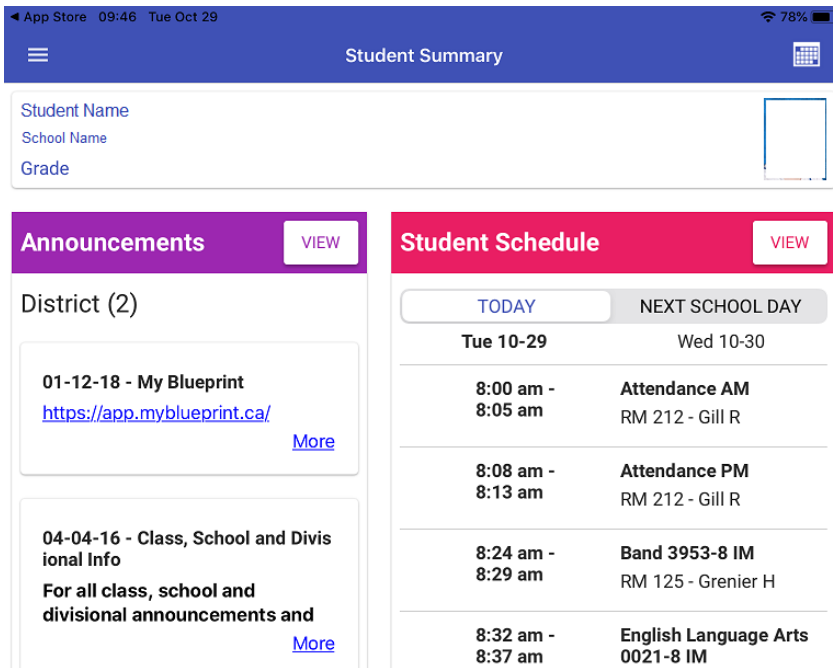 ◀ App Store 09:46 Tue Oct 29 78%
Student Summary
Student Name
School Name
Grade
Announcements VIEW
District (2)
01-12-18 - My Blueprint
https://app.myblueprint.ca/
More
04-04-16 - Class, School and Divis
ional Info
For all class, school and
divisional announcements and
More
Student Schedule VIEW
TODAY NEXT SCHOOL DAY
Tue 10-29 Wed 10-30
8:00 am - Attendance AM
8:05 am RM 212 - Gill R
8:08 am - Attendance PM
8:13 am RM 212 - Gill R
8:24 am - Band 3953-8 IM
8:29 am RM 125 - Grenier H
8:32 am - English Language Arts
8:37 am 0021-8 IM